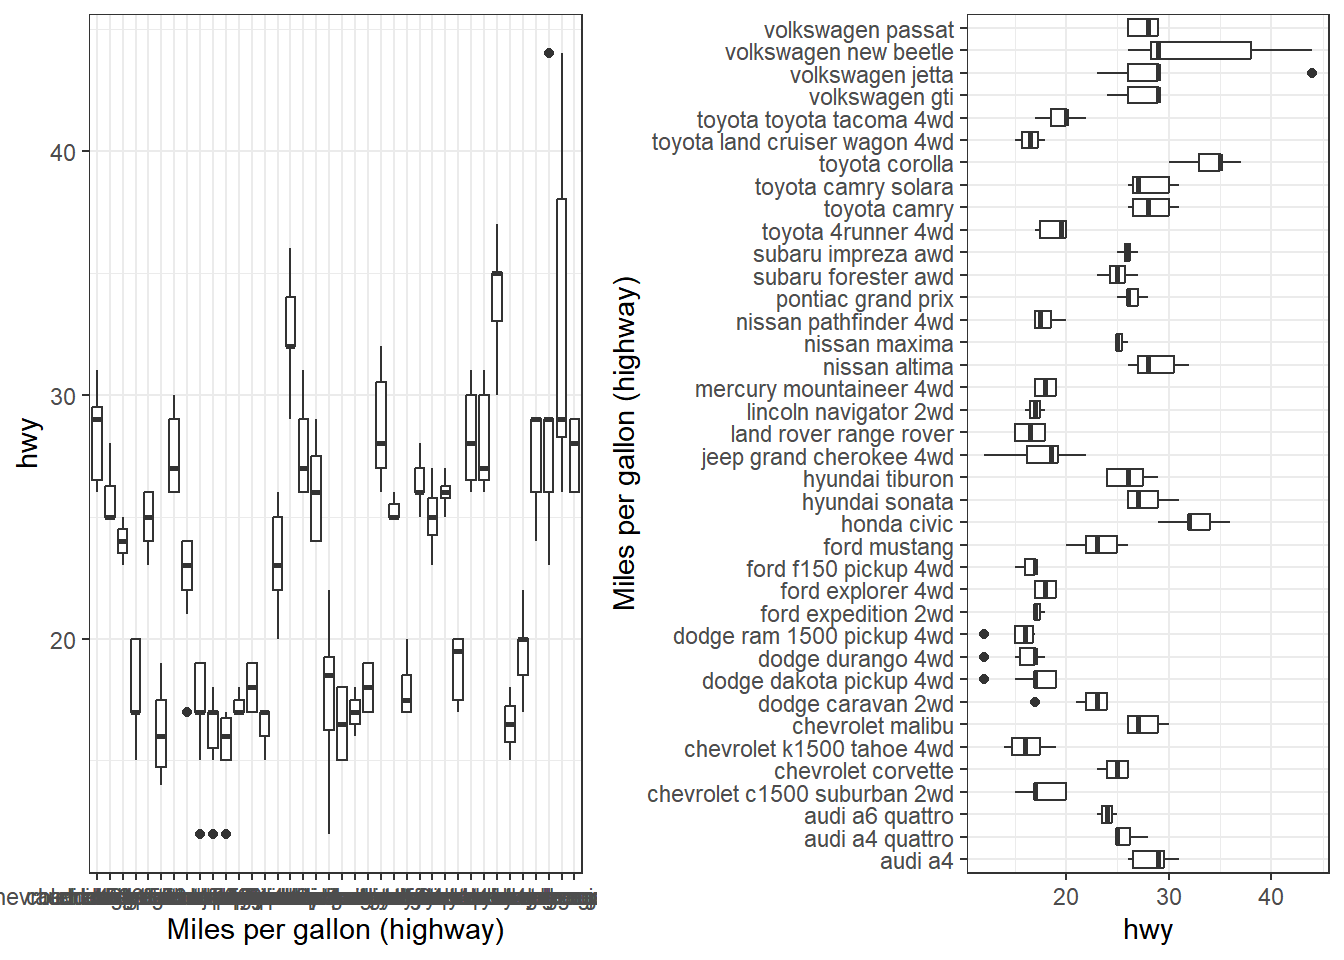 hwy
40
30
20
Miles per gallon (highway)
Miles per gallon (highway)
volkswagen passat
volkswagen new beetle
volkswagen jetta
volkswagen gti
toyota toyota tacoma 4wd
toyota land cruiser wagon 4wd
toyota corolla
toyota camry solara
toyota camry
toyota 4runner 4wd
subaru impreza awd
subaru forester awd
pontiac grand prix
nissan pathfinder 4wd
nissan maxima
nissan altima
mercury mountaineer 4wd
lincoln navigator 2wd
land rover range rover
jeep grand cherokee 4wd
hyundai tiburon
hyundai sonata
honda civic
ford mustang
ford f150 pickup 4wd
ford explorer 4wd
ford expedition 2wd
dodge ram 1500 pickup 4wd
dodge durango 4wd
dodge dakota pickup 4wd
dodge caravan 2wd
chevrolet malibu
chevrolet k1500 tahoe 4wd
chevrolet corvette
chevrolet c1500 suburban 2wd
audi a6 quattro
audi a4 quattro
audi a4
20 30 40
hwy